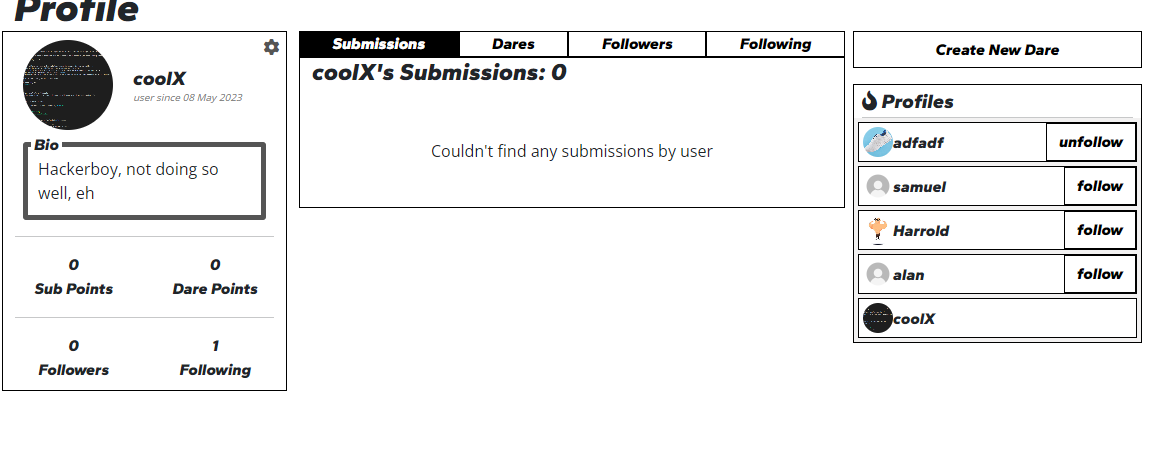 Profile
coolX
user since 08 May 2023
Bio
Hackerboy, not doing so
well, eh
0
0
Sub Points
Dare Points
0
1
Followers
Following
Submissions
Dares
Followers
Following
coolX's Submissions: 0
Couldn't find any submissions by user
Create New Dare
Profiles
adfadf
unfollow
samuel
follow
Harrold
follow
alan
follow
coolX